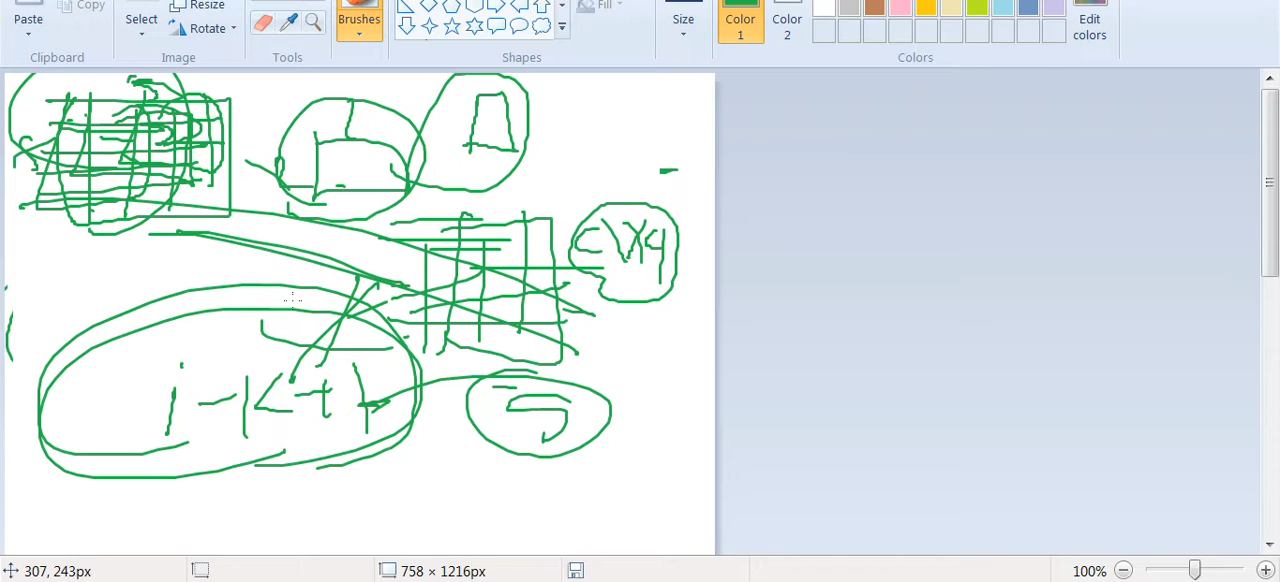 Copy
Resize
Fill
Paste
Select
Rotate
Brushes
Size
Color
1
Color
2
Edit
colors
Clipboard
Image
Tools
Shapes
Colors
i-k+1
307, 243px
758 × 1216px
100%